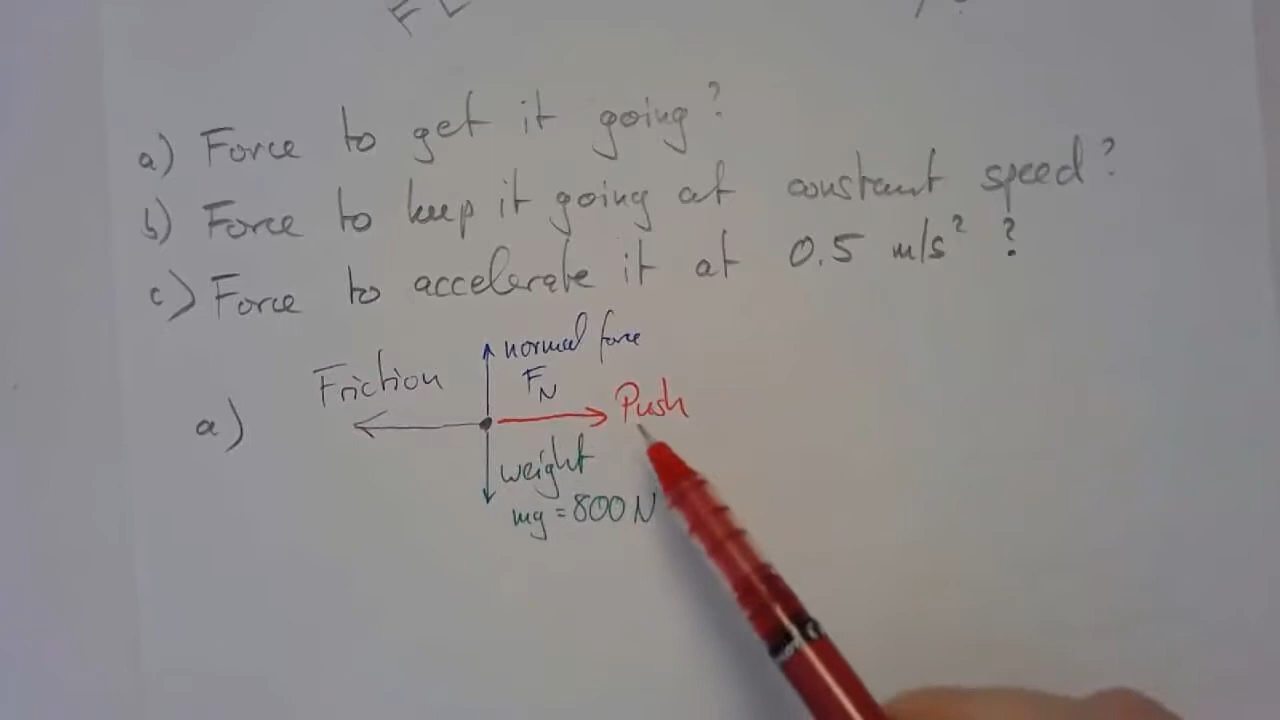 a) Force to get it going?
b) Force to keep it going at constant speed?
c) Force to accelerate it at 0.5 m/s² ?
normal force
Friction
F_N
Push
a)
weight
mg = 800 N